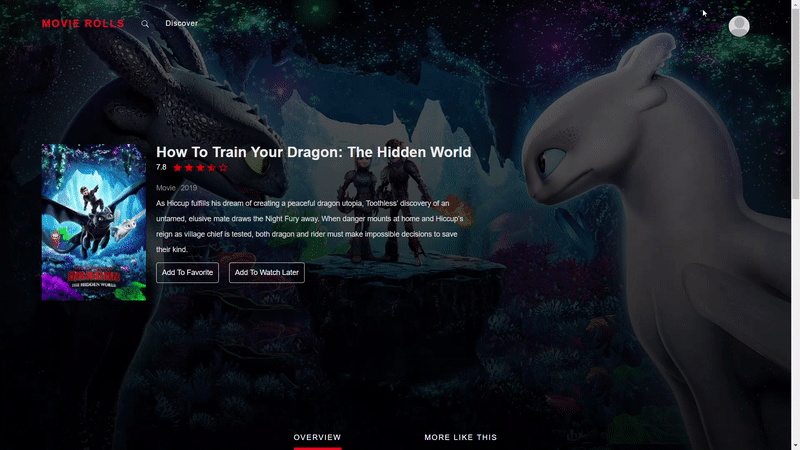 MOVIE ROLLS
Discover
How To Train Your Dragon: The Hidden World
7.8
Movie 2019
As Hiccup fulfills his dream of creating a peaceful dragon utopia, Toothless' discovery of an
untamed, elusive mate draws the Night Fury away. When danger mounts at home and Hiccup's
reign as village chief is tested, both dragon and rider must make impossible decisions to save
their kind.
THE HIDDEN WORLD
Add To Favorite
Add To Watch Later
OVERVIEW
MORE LIKE THIS